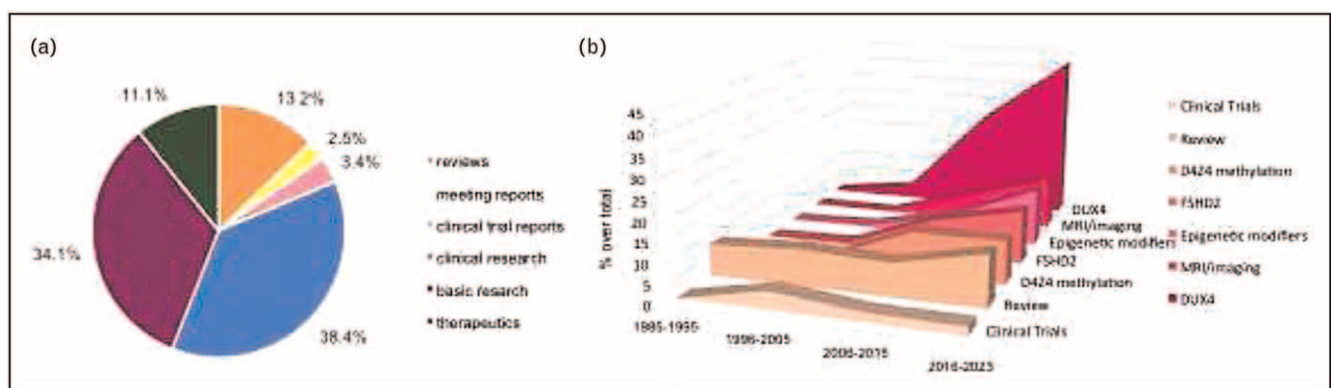 (a)
-11.1%
13.2%
2.5%
3.4%
34.1%
38.4%
reviews
meeting reports
clinical trial reports
clinical research
basic resarch
therapeutics
(b)
% over total
45
40
35
30
25
20
15
10
5
0
1985-1995
1996-2005
2006-2015
2016-2023
DUX4
MRI/imaging
Epigenetic modifiers
FSHD2
D4Z4 methylation
Review
Clinical Trials
Clinical Trials
Review
D4Z4 methylation
FSHD2
Epigenetic modifiers
MRI/imaging
DUX4